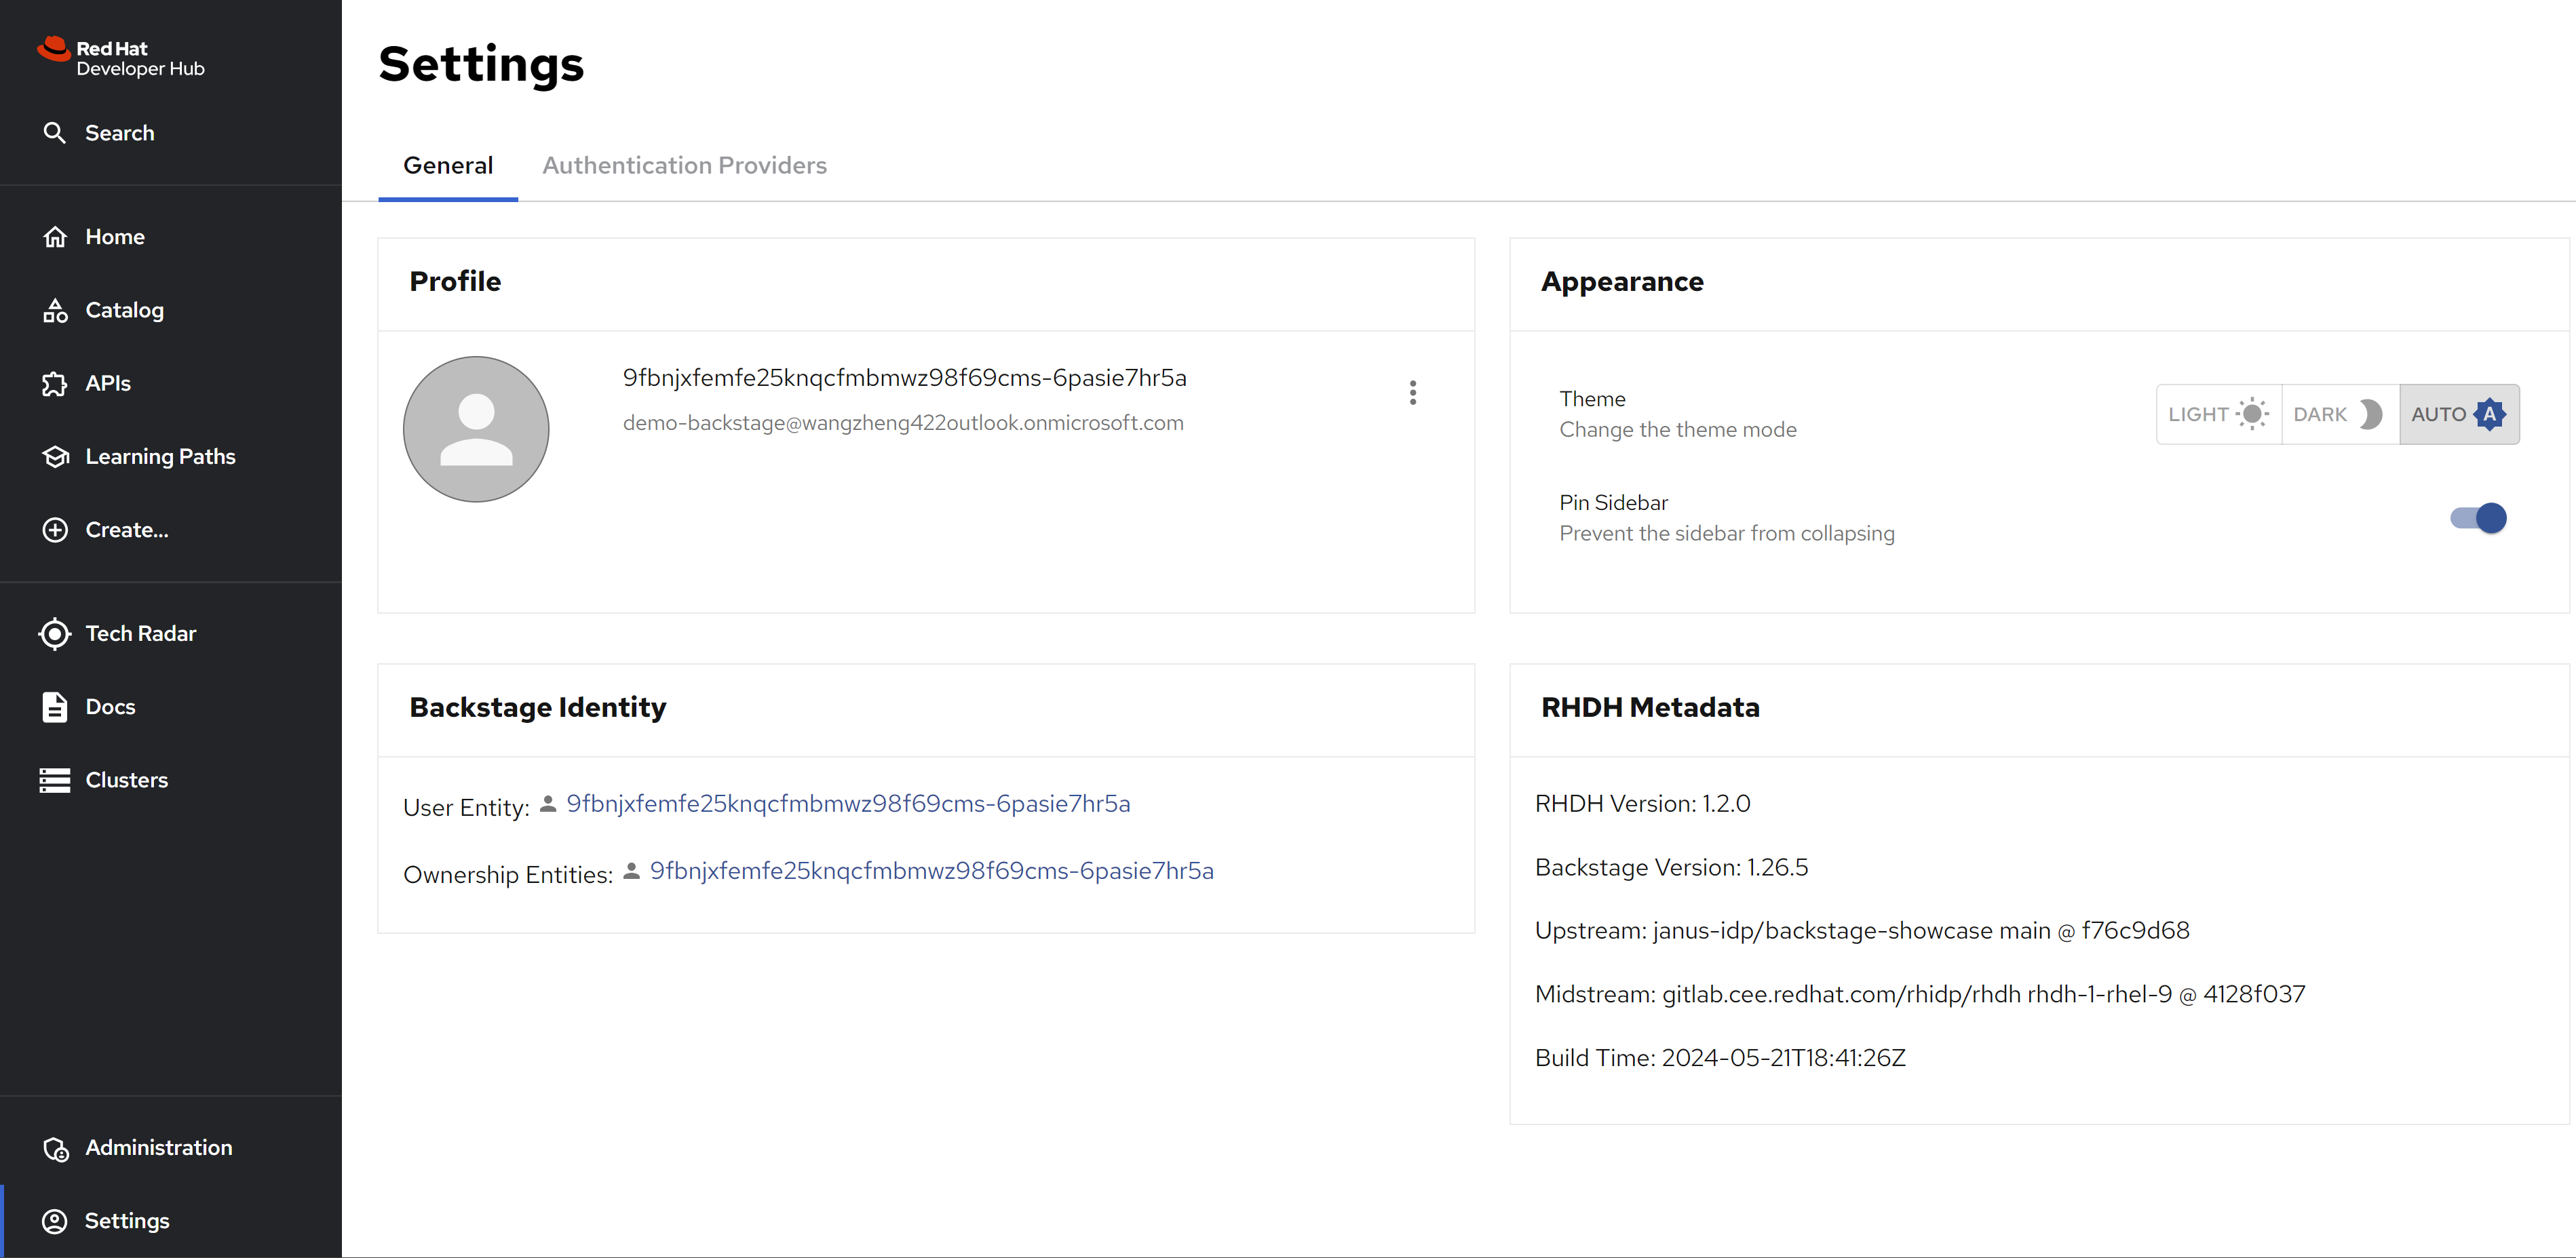 Red Hat
Developer Hub
Search
Home
Catalog
APIs
Learning Paths
Create...
Tech Radar
Docs
Clusters
Administration
Settings
Settings
General
Authentication Providers
Profile
9fbnjxfemfe25knqcfmbmwz98f69cms-6pasie7hr5a
demo-backstage@wangzheng422outlook.onmicrosoft.com
Appearance
Theme
Change the theme mode
LIGHT
DARK
AUTO A
Pin Sidebar
Prevent the sidebar from collapsing
Backstage Identity
User Entity: 9fbnjxfemfe25knqcfmbmwz98f69cms-6pasie7hr5a
Ownership Entities: 9fbnjxfemfe25knqcfmbmwz98f69cms-6pasie7hr5a
RHDH Metadata
RHDH Version: 1.2.0
Backstage Version: 1.26.5
Upstream: janus-idp/backstage-showcase main @ f76c9d68
Midstream: gitlab.cee.redhat.com/rhidp/rhdh rhdh-1-rhel-9 @ 4128f037
Build Time: 2024-05-21T18:41:26Z